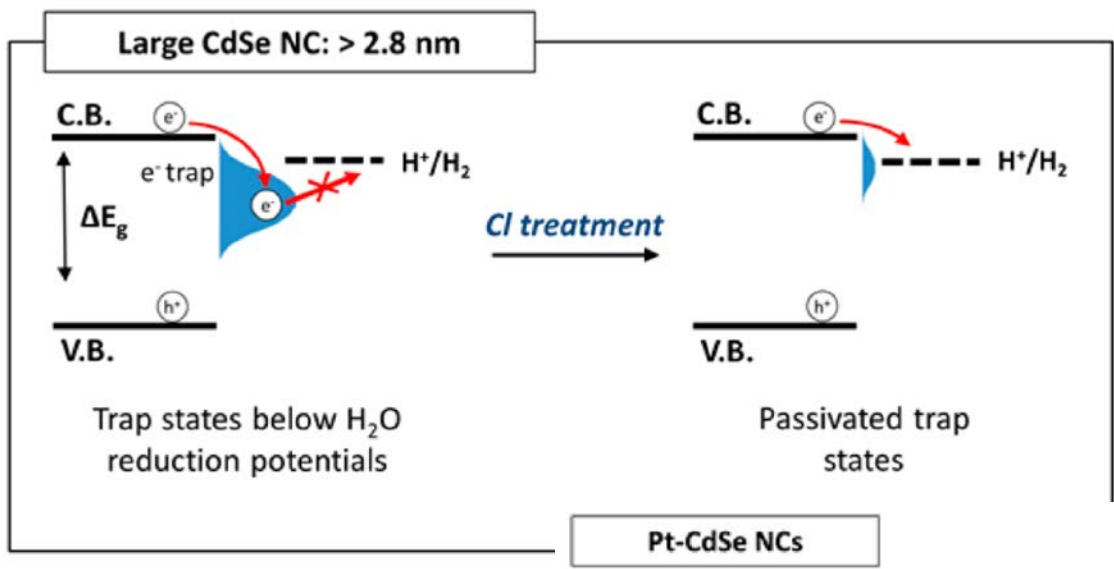 Large CdSe NC: > 2.8 nm
C.B.
e⁻
e⁻ trap
H⁺/H₂
e⁻
ΔEg
h⁺
V.B.
Trap states below H₂O
reduction potentials
Cl treatment
C.B.
e⁻
H⁺/H₂
h⁺
V.B.
Passivated trap
states
Pt-CdSe NCs